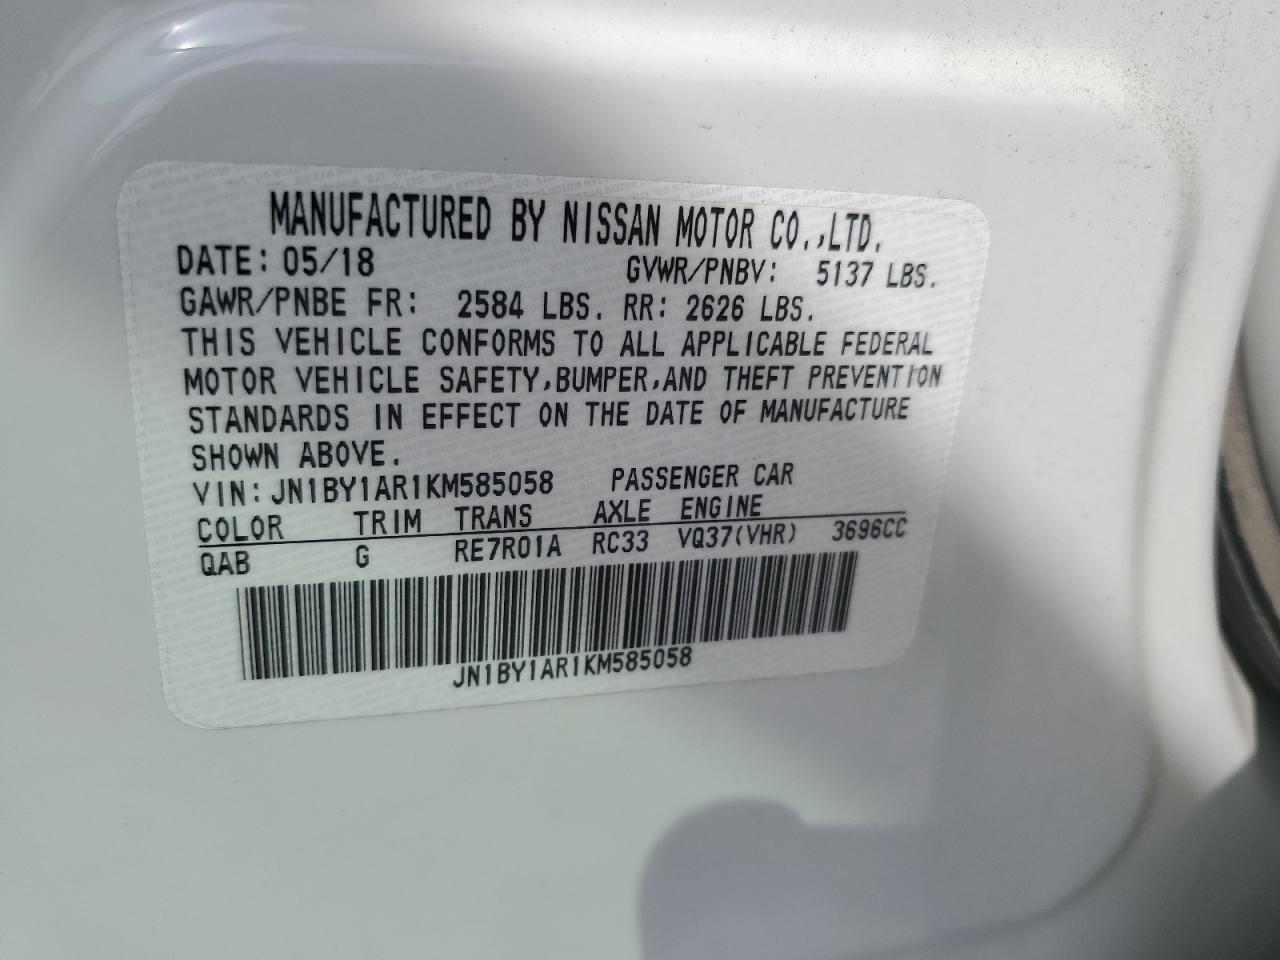 MANUFACTURED BY NISSAN MOTOR CO.,LTD.
DATE: 05/18 GVWR/PNBV: 5137 LBS.
GAWR/PNBE FR: 2584 LBS. RR: 2626 LBS.
THIS VEHICLE CONFORMS TO ALL APPLICABLE FEDERAL
MOTOR VEHICLE SAFETY,BUMPER,AND THEFT PREVENTION
STANDARDS IN EFFECT ON THE DATE OF MANUFACTURE
SHOWN ABOVE.
VIN: JN1BY1AR1KM585058 PASSENGER CAR
COLOR TRIM TRANS AXLE ENGINE
QAB G RE7R01A RC33 VQ37(VHR) 3696CC
JN1BY1AR1KM585058